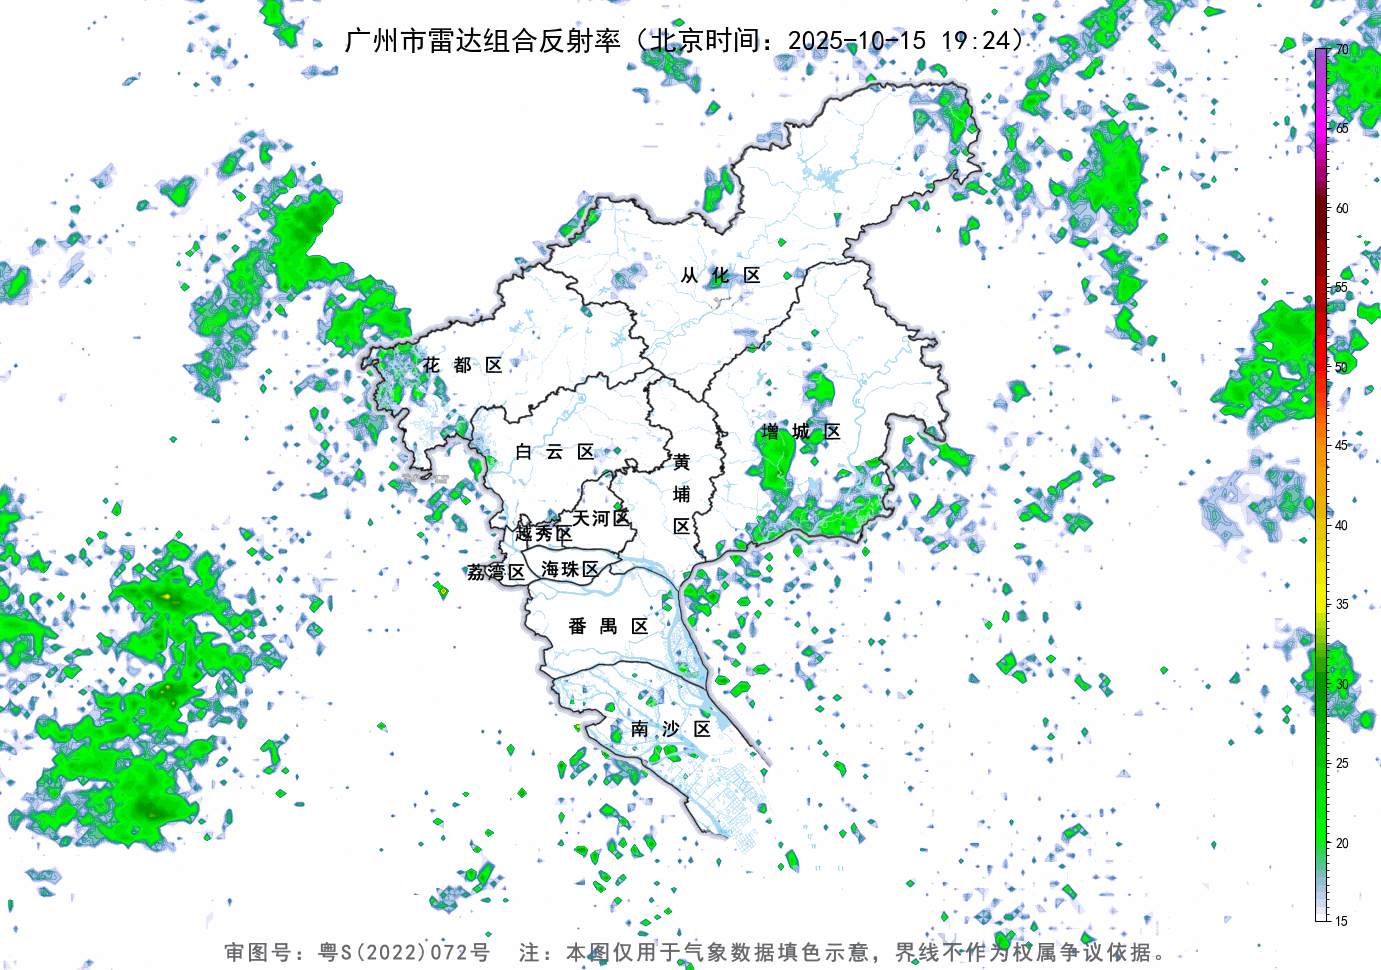 广州市雷达组合反射率（北京时间：2025-10-15 19:24）
70
65
60
55
50
45
40
35
30
25
20
15
从化区
花都区
增城区
白云区
黄埔区
天河区
越秀区
荔湾区
海珠区
番禺区
南沙区
审图号：粤S(2022)072号 注：本图仅用于气象数据填色示意，界线不作为权属争议依据。